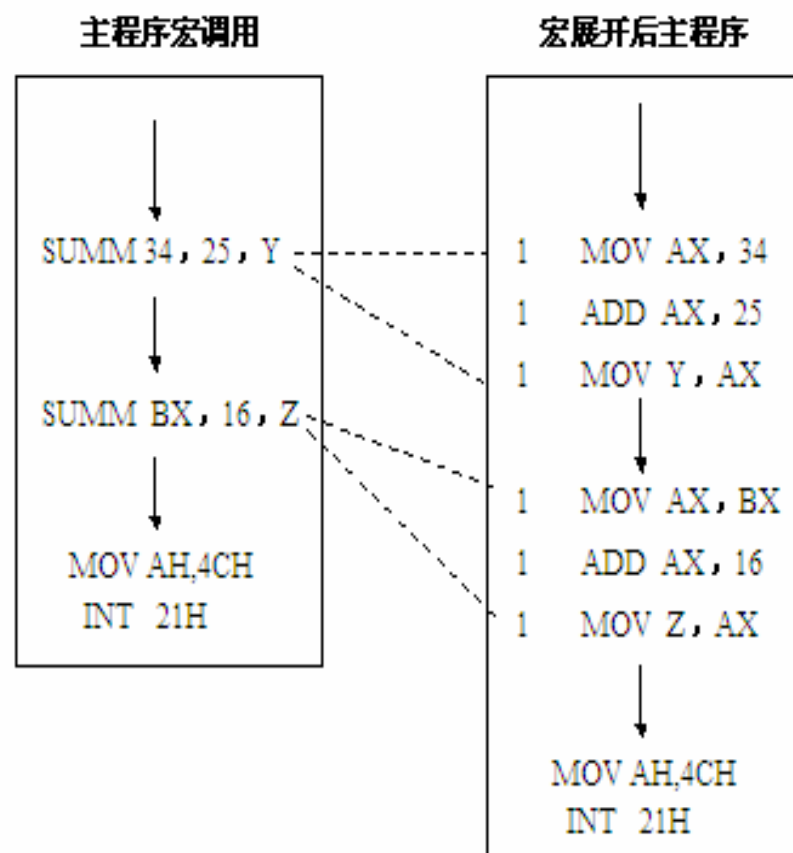 主程序宏调用
SUMM 34，25，Y
SUMM BX，16，Z
MOV AH,4CH
INT 21H
宏展开后主程序
1 MOV AX，34
1 ADD AX，25
1 MOV Y，AX
1 MOV AX，BX
1 ADD AX，16
1 MOV Z，AX
MOV AH,4CH
INT 21H